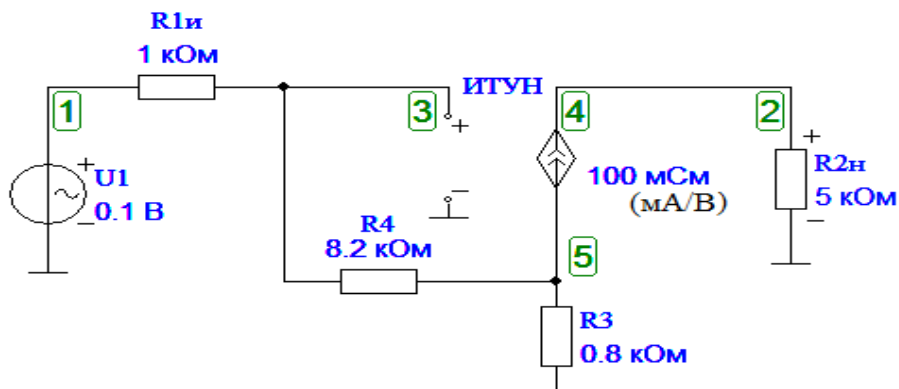 R1и
1 кОм
ИТУН
1
3
4
2
+
+
+
U1
0.1 В
−
−
100 мСм
(мА/В)
R2н
5 кОм
−
R4
8.2 кОм
5
R3
0.8 кОм